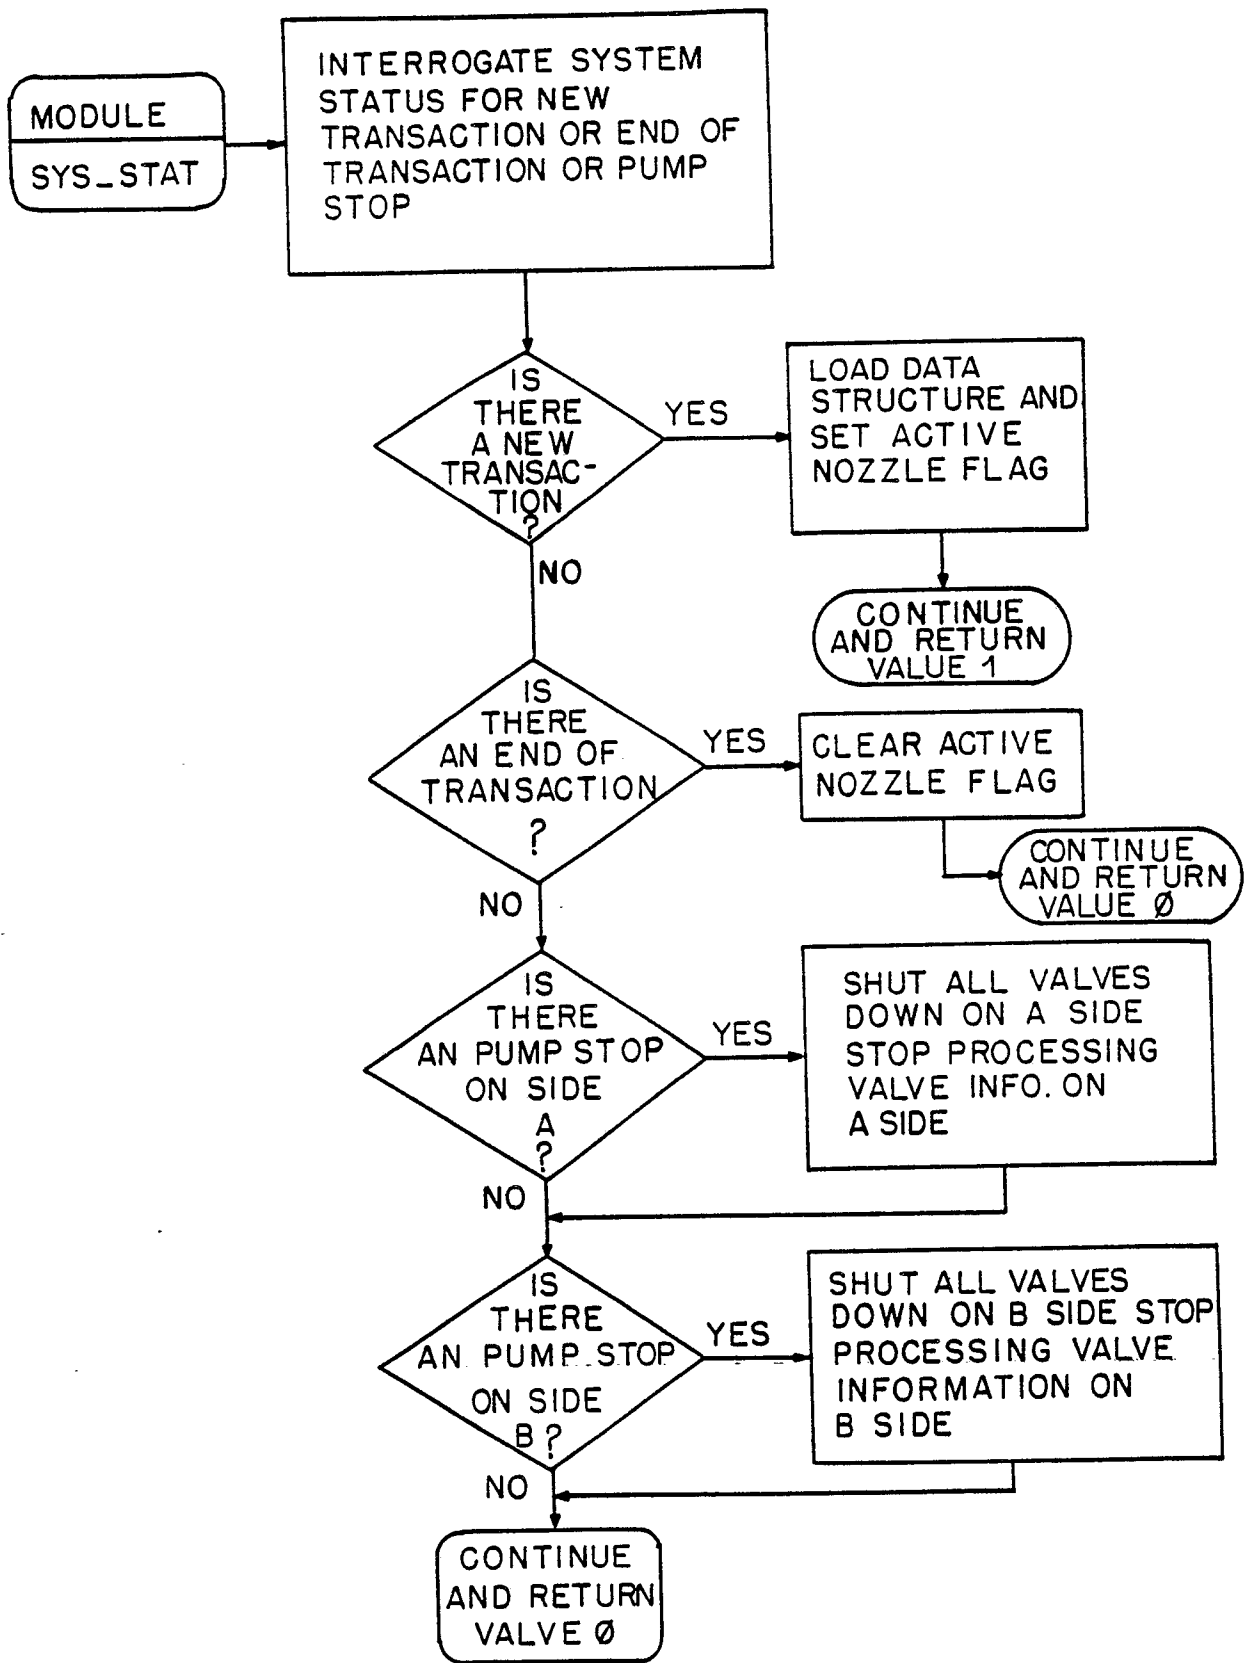 MODULE
SYS_STAT
INTERROGATE SYSTEM
STATUS FOR NEW
TRANSACTION OR END OF
TRANSACTION OR PUMP
STOP
IS
THERE
A NEW
TRANSAC-
TION
?
YES
LOAD DATA
STRUCTURE AND
SET ACTIVE
NOZZLE FLAG
NO
CONTINUE
AND RETURN
VALUE 1
IS
THERE
AN END OF
TRANSACTION
?
YES
CLEAR ACTIVE
NOZZLE FLAG
CONTINUE
AND RETURN
VALUE Ø
NO
IS
THERE
AN PUMP STOP
ON SIDE
A
?
YES
SHUT ALL VALVES
DOWN ON A SIDE
STOP PROCESSING
VALVE INFO. ON
A SIDE
NO
IS
THERE
AN PUMP STOP
ON SIDE
B ?
YES
SHUT ALL VALVES
DOWN ON B SIDE STOP
PROCESSING VALVE
INFORMATION ON
B SIDE
NO
CONTINUE
AND RETURN
VALVE Ø